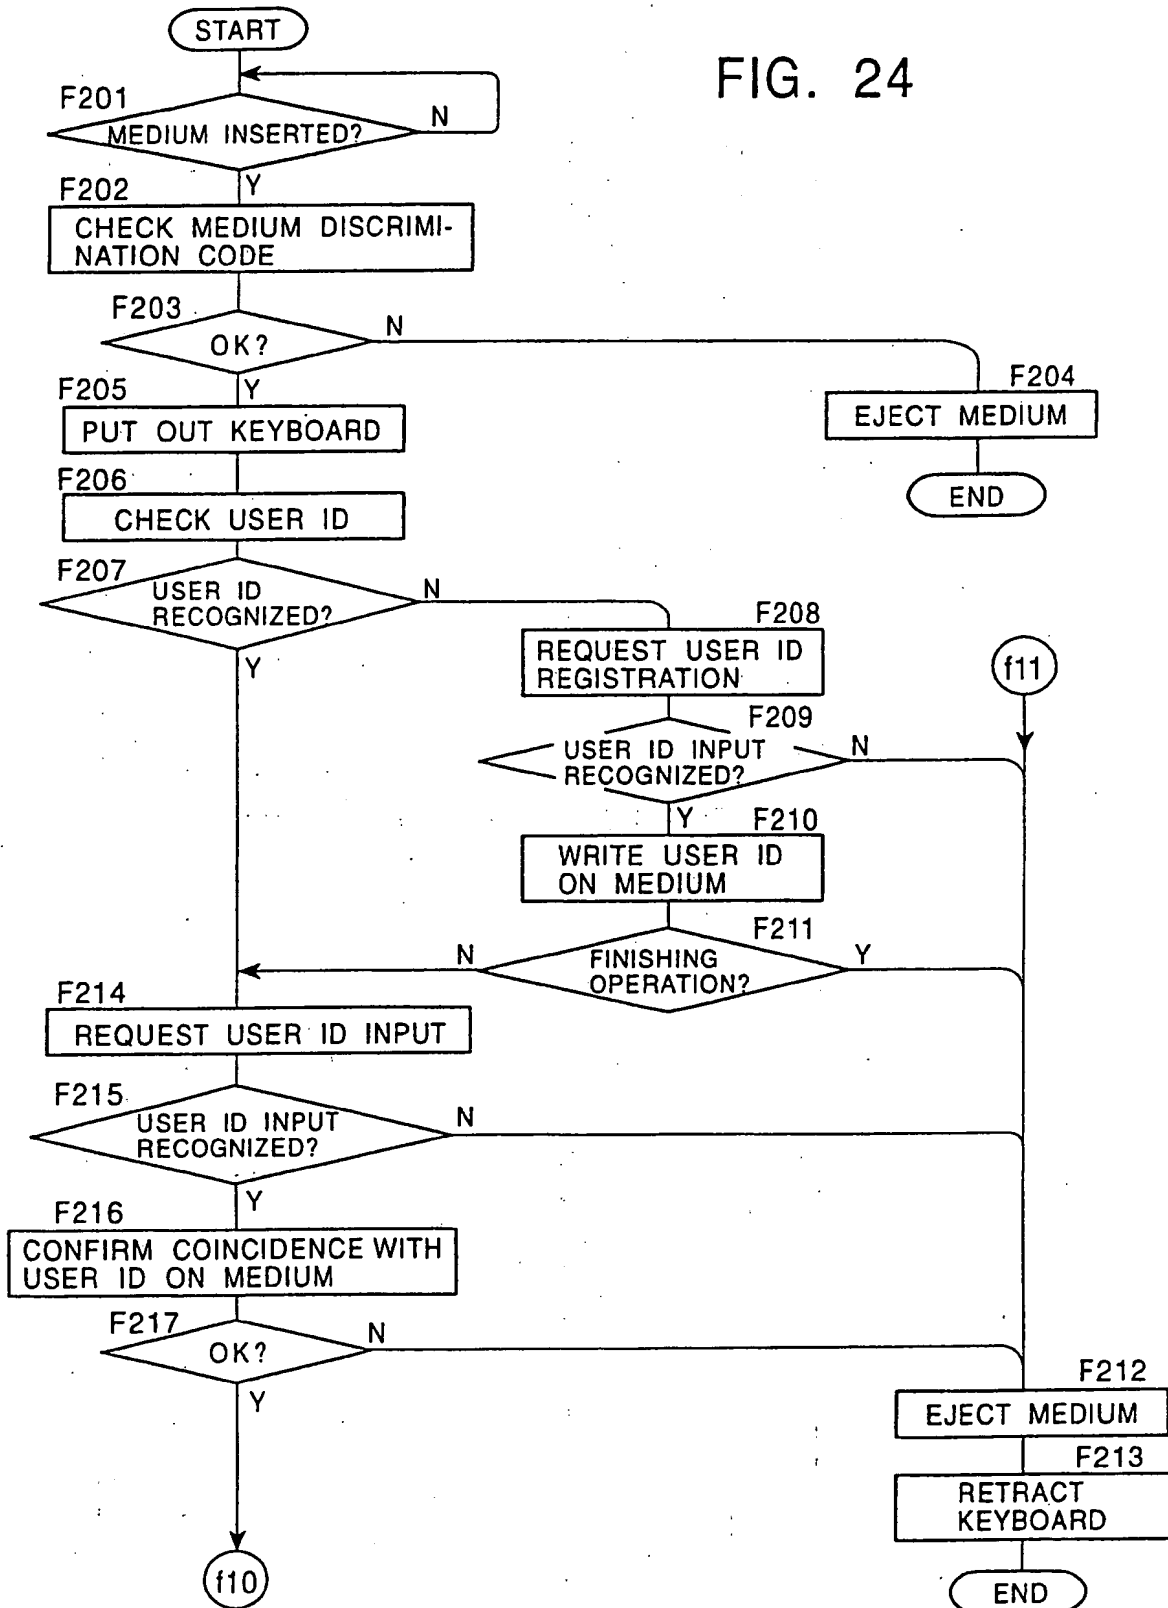 START
FIG. 24
F201
MEDIUM INSERTED?
N
Y
F202
CHECK MEDIUM DISCRIMI-
NATION CODE
F203
OK?
N
Y
F204
EJECT MEDIUM
END
F205
PUT OUT KEYBOARD
F206
CHECK USER ID
F207
USER ID
RECOGNIZED?
N
Y
F208
REQUEST USER ID
REGISTRATION
f11
F209
USER ID INPUT
RECOGNIZED?
N
Y
F210
WRITE USER ID
ON MEDIUM
F211
FINISHING
OPERATION?
N
Y
F214
REQUEST USER ID INPUT
F215
USER ID INPUT
RECOGNIZED?
N
Y
F216
CONFIRM COINCIDENCE WITH
USER ID ON MEDIUM
F217
OK?
N
Y
F212
EJECT MEDIUM
F213
RETRACT
KEYBOARD
f10
END